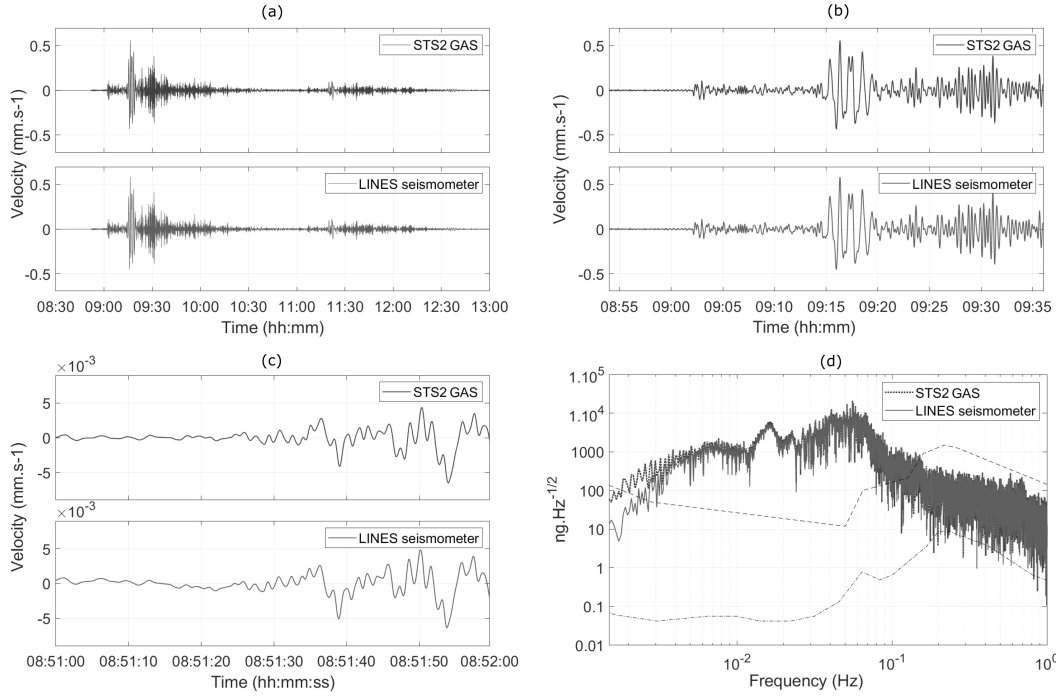 (a)
STS2 GAS
0.5
0
-0.5
LINES seismometer
0.5
0
-0.5
Velocity (mm.s-1)
08:30 09:00 09:30 10:00 10:30 11:00 11:30 12:00 12:30 13:00
Time (hh:mm)
(b)
STS2 GAS
0.5
0
-0.5
LINES seismometer
0.5
0
-0.5
Velocity (mm.s-1)
08:55 09:00 09:05 09:10 09:15 09:20 09:25 09:30 09:35
Time (hh:mm)
(c)
×10-3
STS2 GAS
5
0
-5
×10-3
LINES seismometer
5
0
-5
Velocity (mm.s-1)
08:51:00 08:51:10 08:51:20 08:51:30 08:51:40 08:51:50 08:52:00
Time (hh:mm:ss)
(d)
STS2 GAS
LINES seismometer
1.10^5
1.10^4
1000
100
10
1
0.1
0.01
ng.Hz-1/2
10-2 10-1 10^0
Frequency (Hz)